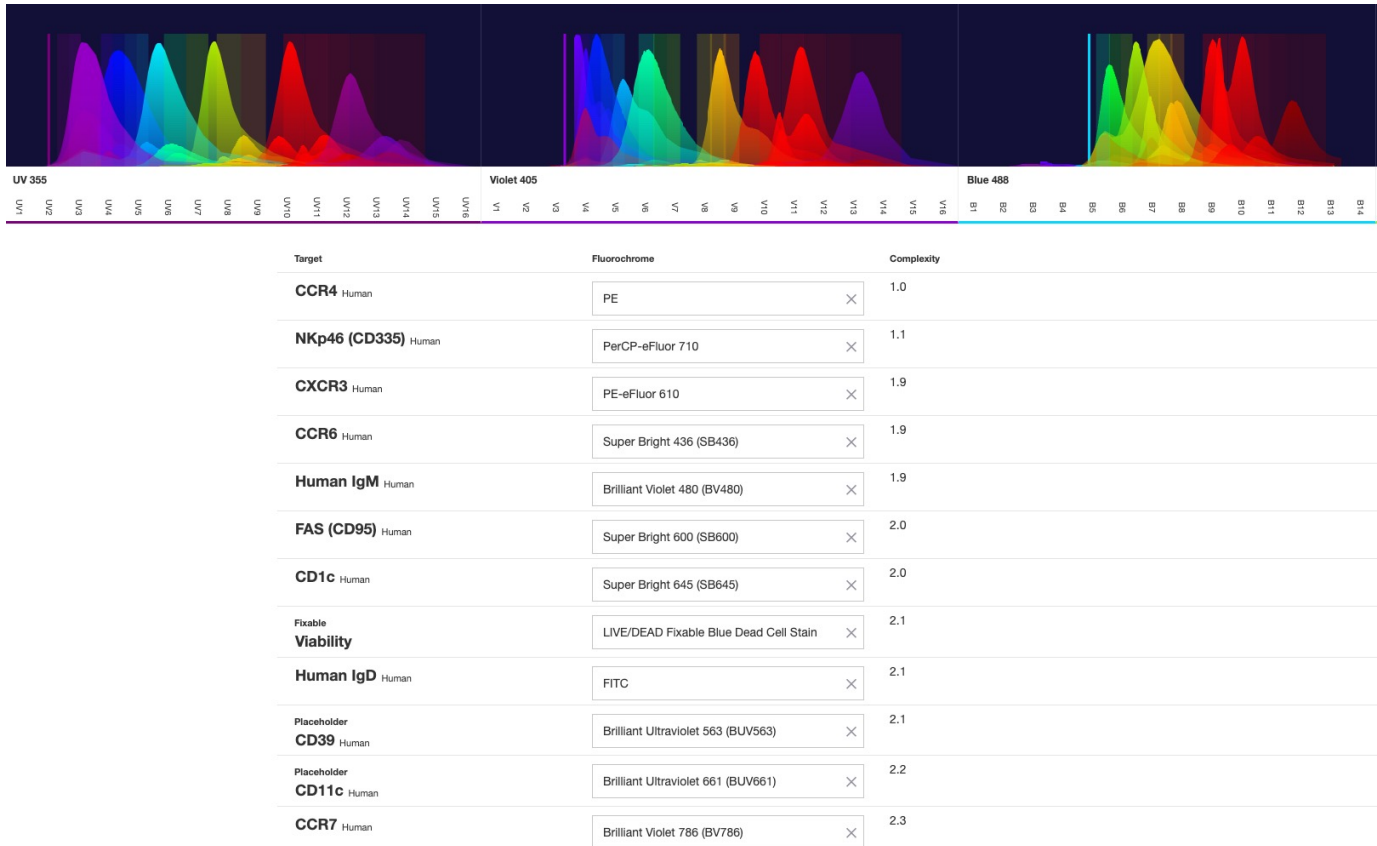 UV 355
Violet 405
Blue 488
UV1 UV2 UV3 UV4 UV5 UV6 UV7 UV8 UV9 UV10 UV11 UV12 UV13 UV14 UV15 UV16
V1 V2 V3 V4 V5 V6 V7 V8 V9 V10 V11 V12 V13 V14 V15 V16
B1 B2 B3 B4 B5 B6 B7 B8 B9 B10 B11 B12 B13 B14
Target Fluorochrome Complexity
CCR4 Human PE 1.0
NKp46 (CD335) Human PerCP-eFluor 710 1.1
CXCR3 Human PE-eFluor 610 1.9
CCR6 Human Super Bright 436 (SB436) 1.9
Human IgM Human Brilliant Violet 480 (BV480) 1.9
FAS (CD95) Human Super Bright 600 (SB600) 2.0
CD1c Human Super Bright 645 (SB645) 2.0
Fixable
Viability LIVE/DEAD Fixable Blue Dead Cell Stain 2.1
Human IgD Human FITC 2.1
Placeholder
CD39 Human Brilliant Ultraviolet 563 (BUV563) 2.1
Placeholder
CD11c Human Brilliant Ultraviolet 661 (BUV661) 2.2
CCR7 Human Brilliant Violet 786 (BV786) 2.3